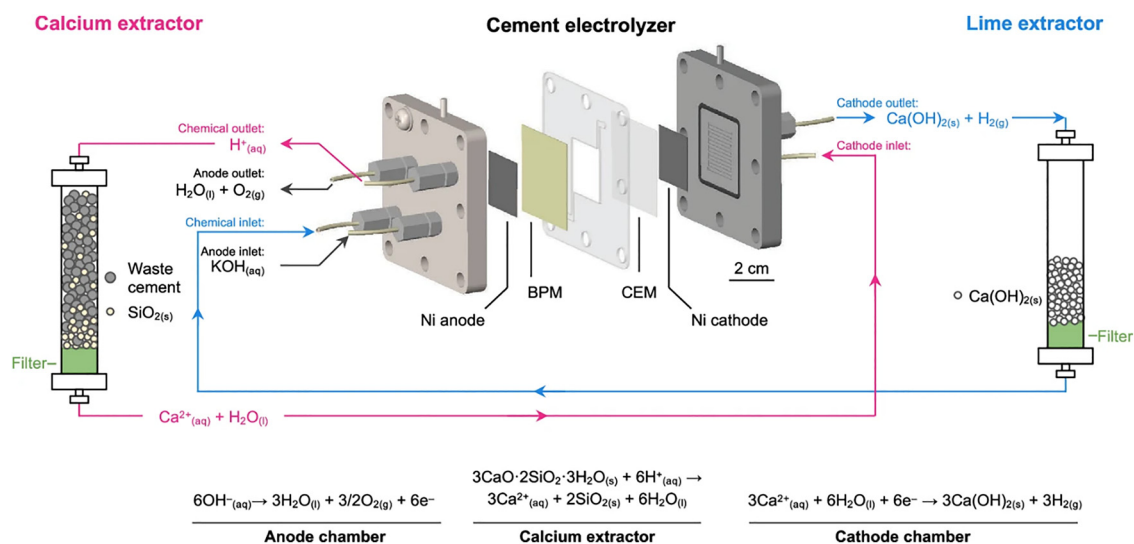 Calcium extractor
Cement electrolyzer
Lime extractor
Chemical outlet:
H⁺(aq)
Anode outlet:
H₂O(l) + O₂(g)
Chemical inlet:
Anode inlet:
KOH(aq)
Cathode outlet:
Ca(OH)₂(s) + H₂(g)
Cathode inlet:
2 cm
Waste
cement
SiO₂(s)
Filter
BPM
CEM
Ni anode
Ni cathode
Ca(OH)₂(s)
Filter
Ca²⁺(aq) + H₂O(l)
6OH⁻(aq) → 3H₂O(l) + 3/2O₂(g) + 6e⁻
Anode chamber
3CaO·2SiO₂·3H₂O(s) + 6H⁺(aq) →
3Ca²⁺(aq) + 2SiO₂(s) + 6H₂O(l)
Calcium extractor
3Ca²⁺(aq) + 6H₂O(l) + 6e⁻ → 3Ca(OH)₂(s) + 3H₂(g)
Cathode chamber